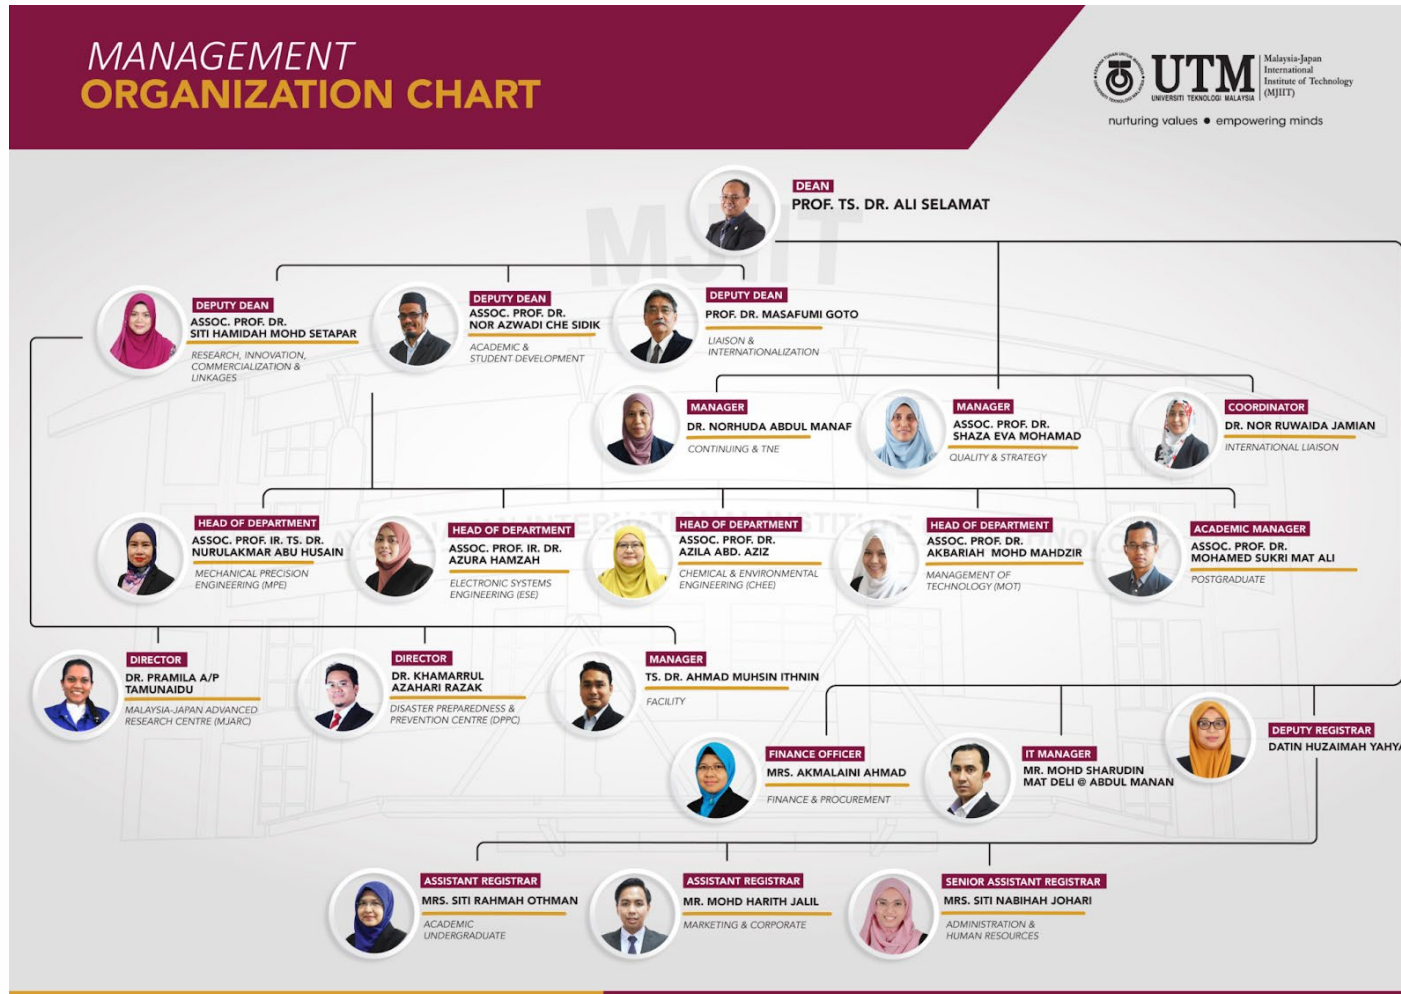 MANAGEMENT
ORGANIZATION CHART
UTM
UNIVERSITI TEKNOLOGI MALAYSIA
Malaysia-Japan
International
Institute of Technology
(MJIIT)
nurturing values • empowering minds
MJIIT
DEAN
PROF. TS. DR. ALI SELAMAT
DEPUTY DEAN
ASSOC. PROF. DR.
SITI HAMIDAH MOHD SETAPAR
RESEARCH, INNOVATION,
COMMERCIALIZATION &
LINKAGES
DEPUTY DEAN
ASSOC. PROF. DR.
NOR AZWADI CHE SIDIK
ACADEMIC &
STUDENT DEVELOPMENT
DEPUTY DEAN
PROF. DR. MASAFUMI GOTO
LIAISON &
INTERNATIONALIZATION
MANAGER
DR. NORHUDA ABDUL MANAF
CONTINUING & TNE
MANAGER
ASSOC. PROF. DR.
SHAZA EVA MOHAMAD
QUALITY & STRATEGY
COORDINATOR
DR. NOR RUWAIDA JAMIAN
INTERNATIONAL LIAISON
HEAD OF DEPARTMENT
ASSOC. PROF. IR. TS. DR.
NURULAKMAR ABU HUSAIN
MECHANICAL PRECISION
ENGINEERING (MPE)
HEAD OF DEPARTMENT
ASSOC. PROF. IR. DR.
AZURA HAMZAH
ELECTRONIC SYSTEMS
ENGINEERING (ESE)
HEAD OF DEPARTMENT
ASSOC. PROF. DR.
AZILA ABD. AZIZ
CHEMICAL & ENVIRONMENTAL
ENGINEERING (CHEE)
HEAD OF DEPARTMENT
ASSOC. PROF. DR.
AKBARIAH MOHD MAHDZIR
MANAGEMENT OF
TECHNOLOGY (MOT)
ACADEMIC MANAGER
ASSOC. PROF. DR.
MOHAMED SUKRI MAT ALI
POSTGRADUATE
DIRECTOR
DR. PRAMILA A/P
TAMUNAIDU
MALAYSIA-JAPAN ADVANCED
RESEARCH CENTRE (MJARC)
DIRECTOR
DR. KHAMARRUL
AZAHARI RAZAK
DISASTER PREPAREDNESS &
PREVENTION CENTRE (DPPC)
MANAGER
TS. DR. AHMAD MUHSIN ITHNIN
FACILITY
FINANCE OFFICER
MRS. AKMALAINI AHMAD
FINANCE & PROCUREMENT
IT MANAGER
MR. MOHD SHARUDIN
MAT DELI @ ABDUL MANAN
DEPUTY REGISTRAR
DATIN HUZAIMAH YAHYA
ASSISTANT REGISTRAR
MRS. SITI RAHMAH OTHMAN
ACADEMIC
UNDERGRADUATE
ASSISTANT REGISTRAR
MR. MOHD HARITH JALIL
MARKETING & CORPORATE
SENIOR ASSISTANT REGISTRAR
MRS. SITI NABIHAH JOHARI
ADMINISTRATION &
HUMAN RESOURCES